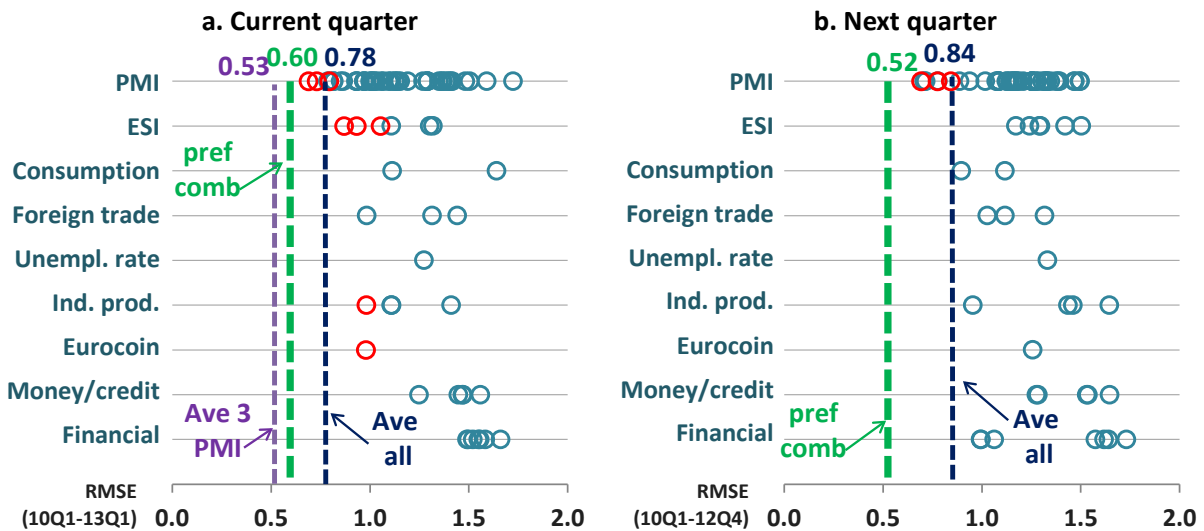 a. Current quarter
0.53
0.60
0.78
PMI
ESI
Consumption
Foreign trade
Unempl. rate
Ind. prod.
Eurocoin
Money/credit
Financial
pref
comb
Ave 3
PMI
Ave
all
RMSE
(10Q1-13Q1)
0.0 0.5 1.0 1.5 2.0
b. Next quarter
0.52
0.84
PMI
ESI
Consumption
Foreign trade
Unempl. rate
Ind. prod.
Eurocoin
Money/credit
Financial
pref
comb
Ave
all
RMSE
(10Q1-12Q4)
0.0 0.5 1.0 1.5 2.0